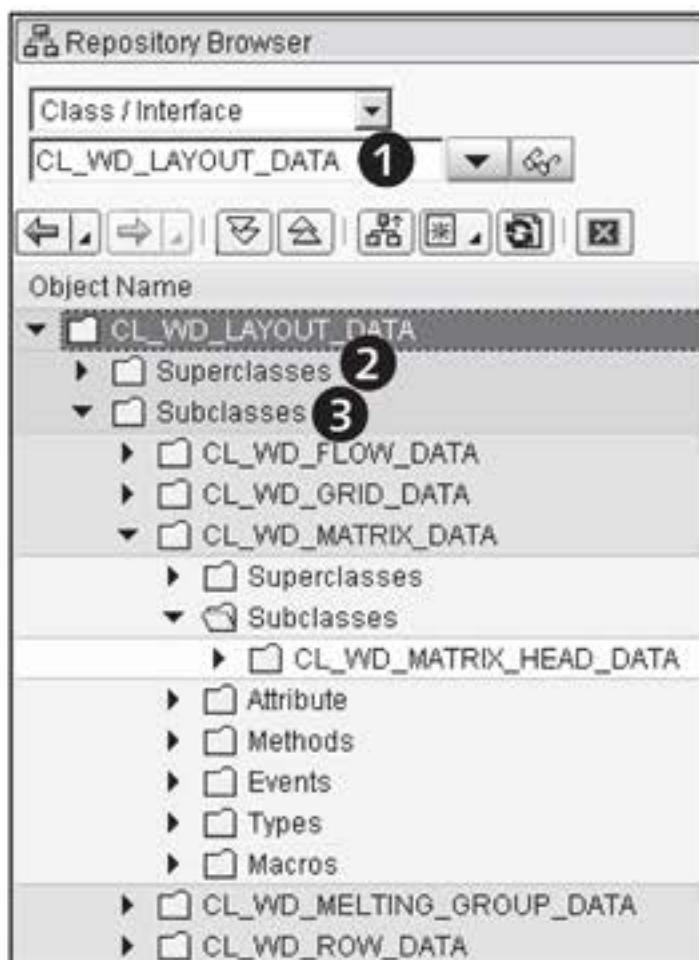 Repository Browser
Class / Interface
CL_WD_LAYOUT_DATA 1
Object Name
CL_WD_LAYOUT_DATA
Superclasses 2
Subclasses 3
CL_WD_FLOW_DATA
CL_WD_GRID_DATA
CL_WD_MATRIX_DATA
Superclasses
Subclasses
CL_WD_MATRIX_HEAD_DATA
Attribute
Methods
Events
Types
Macros
CL_WD_MELTING_GROUP_DATA
CL_WD_ROW_DATA